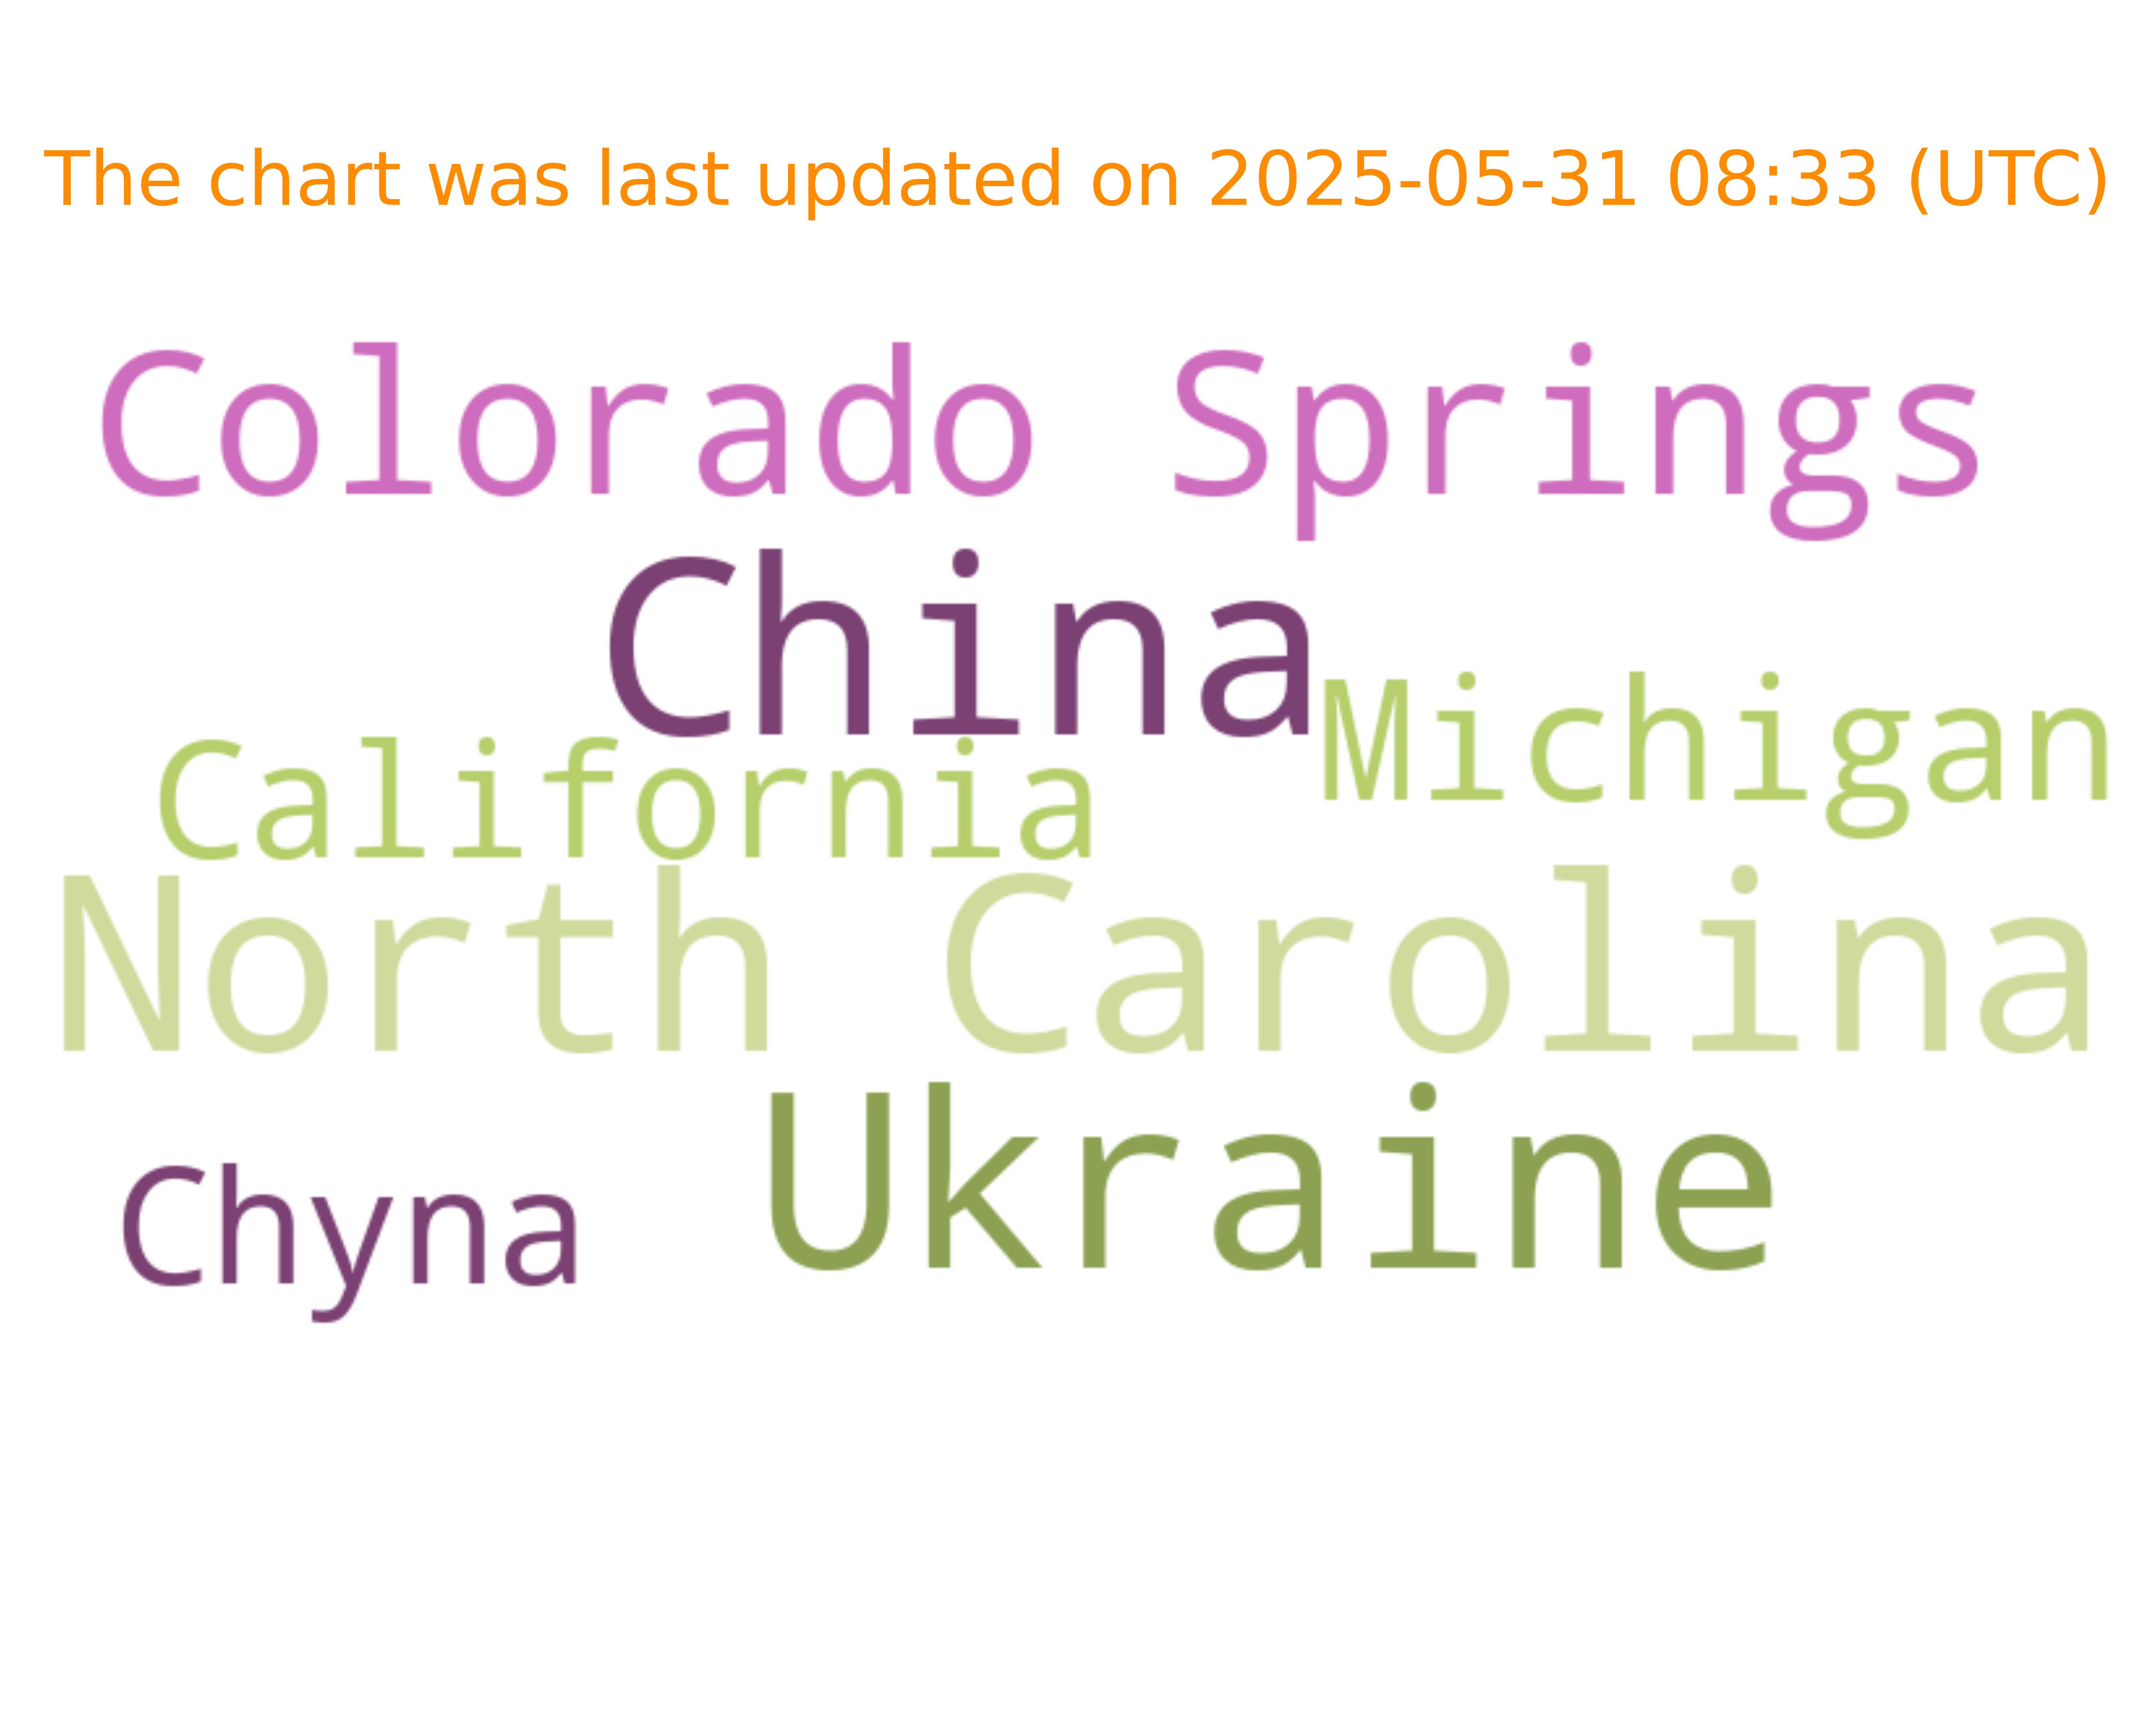 The chart was last updated on 2025-05-31 08:33 (UTC)
Colorado Springs
China
Michigan
California
North Carolina
Ukraine
Chyna